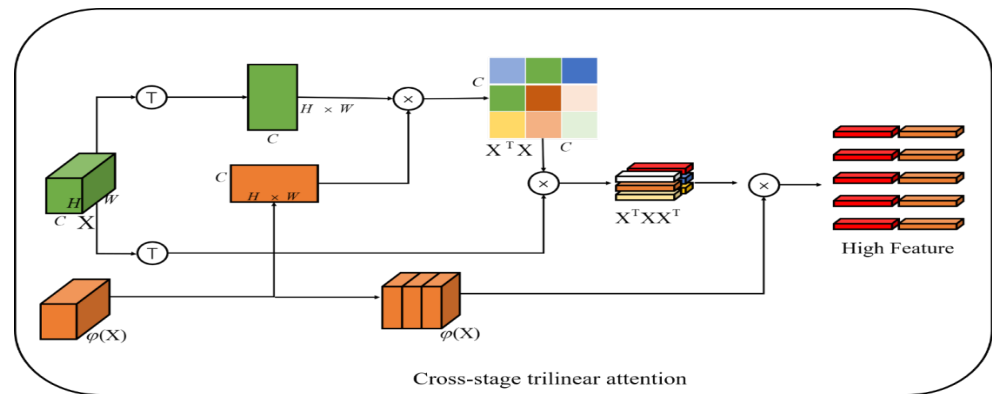 T
C
H × W
C
×
C
X^T X
C
C
H × W
H
W
C
X
T
×
X^T XX^T
×
High Feature
φ(X)
φ(X)
Cross-stage trilinear attention